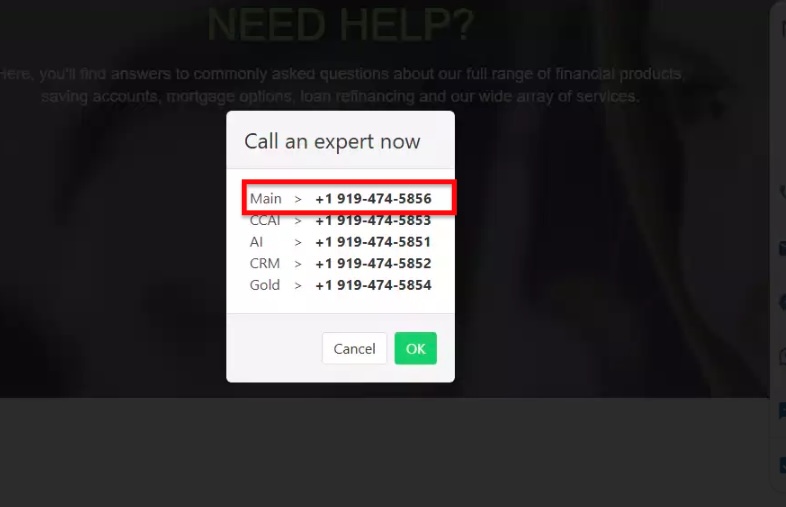 NEED HELP?
Here, you'll find answers to commonly asked questions about our full range of financial products,
saving accounts, mortgage options, loan refinancing and our wide array of services.
Call an expert now
Main > +1 919-474-5856
CCAI > +1 919-474-5853
AI > +1 919-474-5851
CRM > +1 919-474-5852
Gold > +1 919-474-5854
Cancel OK